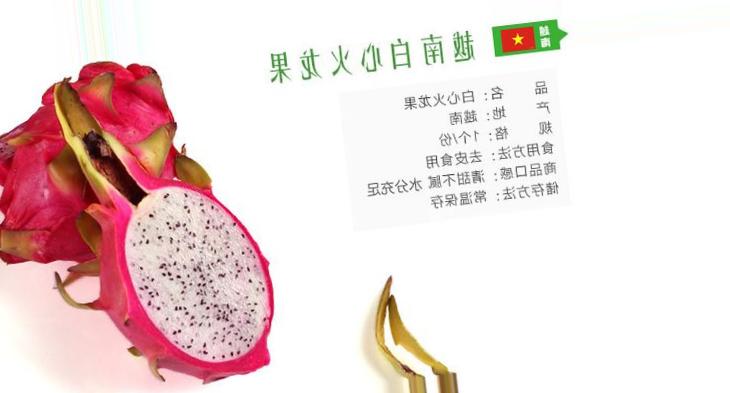 越南
越南白心火龙果
品 名：白心火龙果
产 地：越南
规 格：1个/份
食用方法：去皮食用
商品口感：清甜不腻 水分充足
储存方法：常温保存